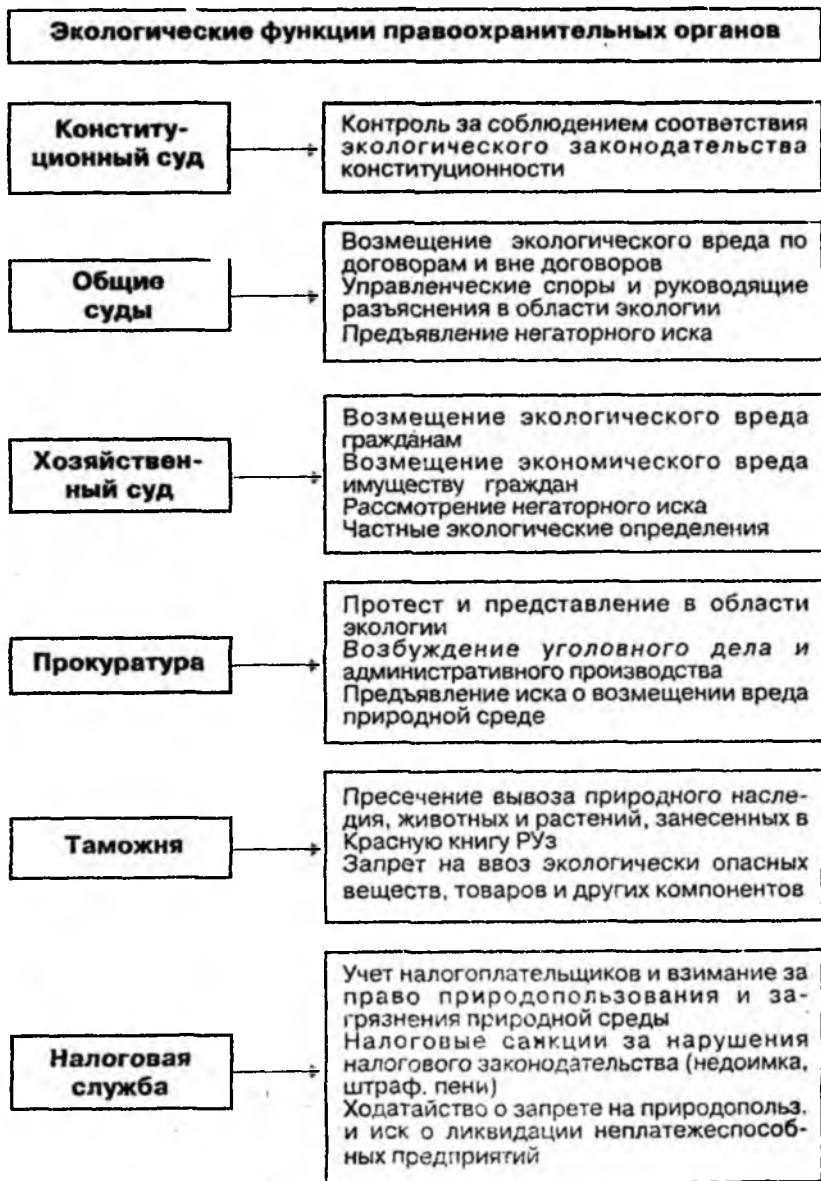 Экологические функции правоохранительных органов
Конститу-
ционный суд
Контроль за соблюдением соответствия
экологического законодательства
конституционности
Общие
суды
Возмещение экологического вреда по
договорам и вне договоров
Управленческие споры и руководящие
разъяснения в области экологии
Предъявление негаторного иска
Хозяйствен-
ный суд
Возмещение экологического вреда
гражданам
Возмещение экономического вреда
имуществу граждан
Рассмотрение негаторного иска
Частные экологические определения
Прокуратура
Протест и представление в области
экологии
Возбуждение уголовного дела и
административного производства
Предъявление иска о возмещении вреда
природной среде
Таможня
Пресечение вывоза природного насле-
дия, животных и растений, занесенных в
Красную книгу РУз
Запрет на ввоз экологически опасных
веществ, товаров и других компонентов
Налоговая
служба
Учет налогоплательщиков и взимание за
право природопользования и за-
грязнения природной среды
Налоговые санкции за нарушения
налогового законодательства (недоимка,
штраф. пени)
Ходатайство о запрете на природопольз.
и иск о ликвидации неплатежеспособ-
ных предприятий